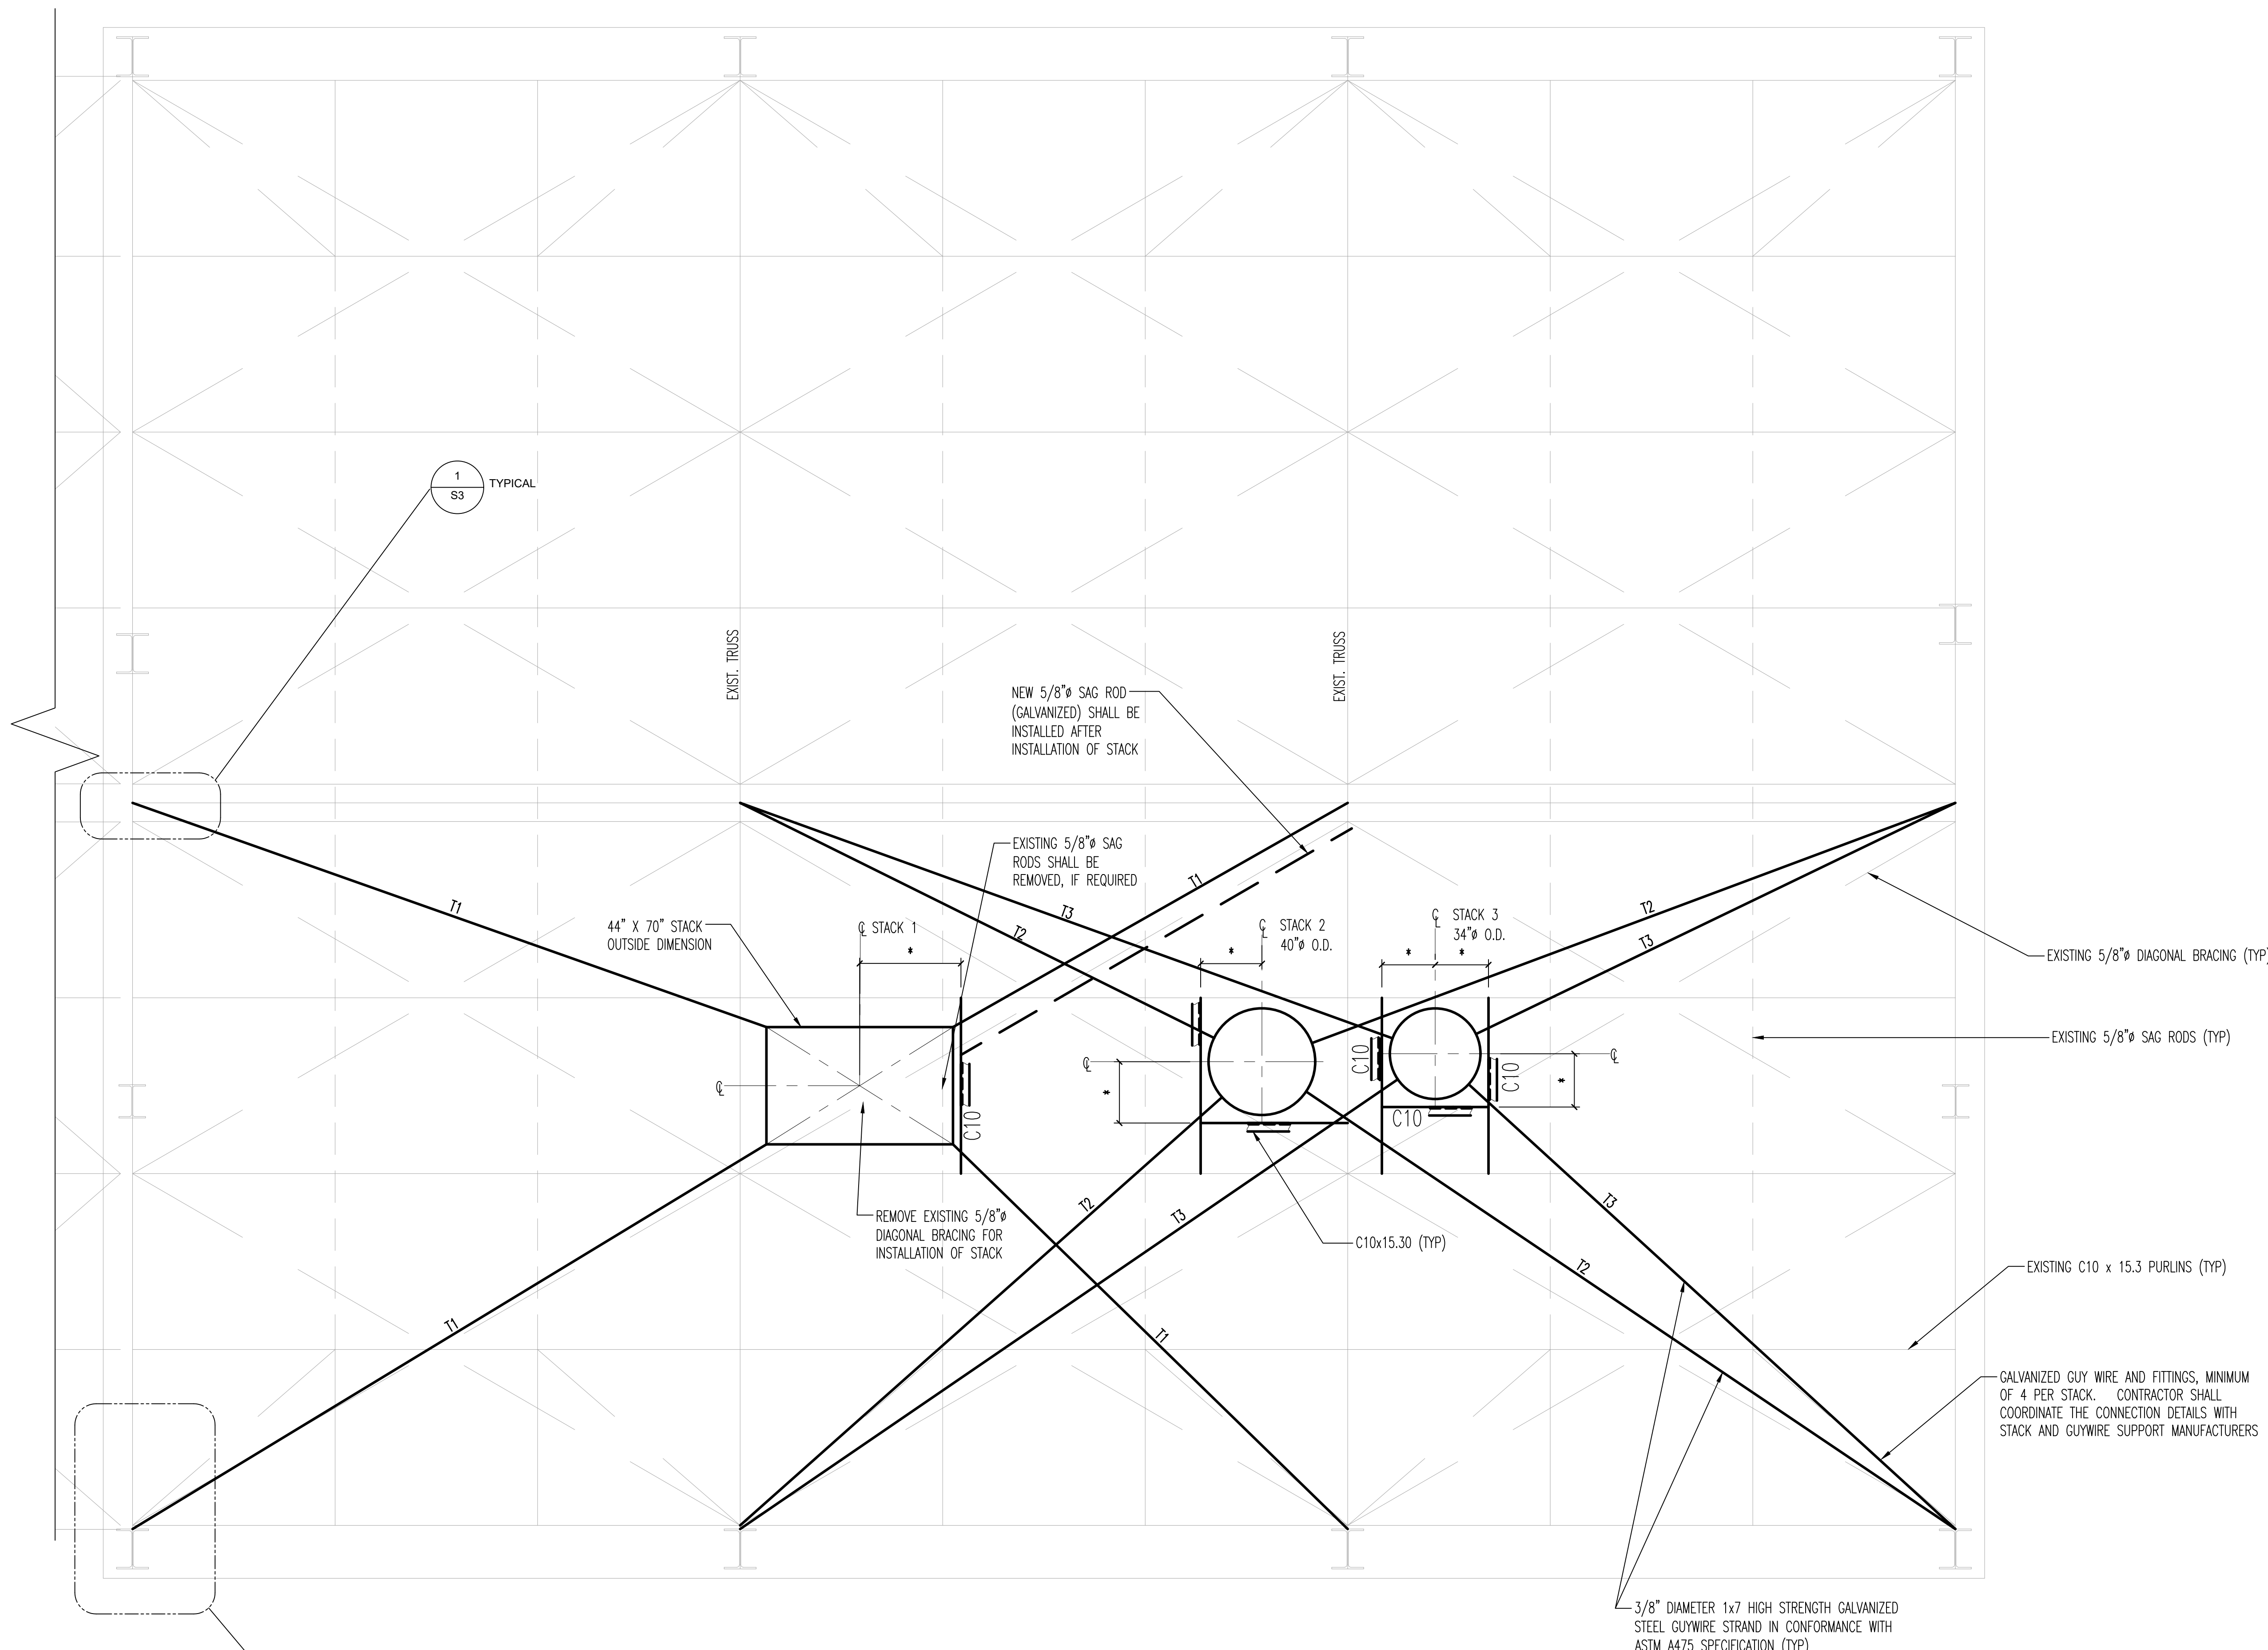 1
S3
TYPICAL
EXIST. TRUSS
EXIST. TRUSS
NEW 5/8"ø SAG ROD
(GALVANIZED) SHALL BE
INSTALLED AFTER
INSTALLATION OF STACK
EXISTING 5/8"ø SAG
RODS SHALL BE
REMOVED, IF REQUIRED
T1
T1
T3
T2
T2
T3
44" X 70" STACK
OUTSIDE DIMENSION
℄ STACK 1
*
℄ STACK 2
40"ø O.D.
*
℄ STACK 3
34"ø O.D.
*
*
EXISTING 5/8"ø DIAGONAL BRACING (TYP)
EXISTING 5/8"ø SAG RODS (TYP)
℄
℄
℄
*
*
C10
C10
C10
C10
REMOVE EXISTING 5/8"ø
DIAGONAL BRACING FOR
INSTALLATION OF STACK
C10x15.30 (TYP)
T2
T3
T3
T2
T1
T1
EXISTING C10 x 15.3 PURLINS (TYP)
GALVANIZED GUY WIRE AND FITTINGS, MINIMUM
OF 4 PER STACK. CONTRACTOR SHALL
COORDINATE THE CONNECTION DETAILS WITH
STACK AND GUYWIRE SUPPORT MANUFACTURERS
3/8" DIAMETER 1x7 HIGH STRENGTH GALVANIZED
STEEL GUYWIRE STRAND IN CONFORMANCE WITH
ASTM A475 SPECIFICATION (TYP)